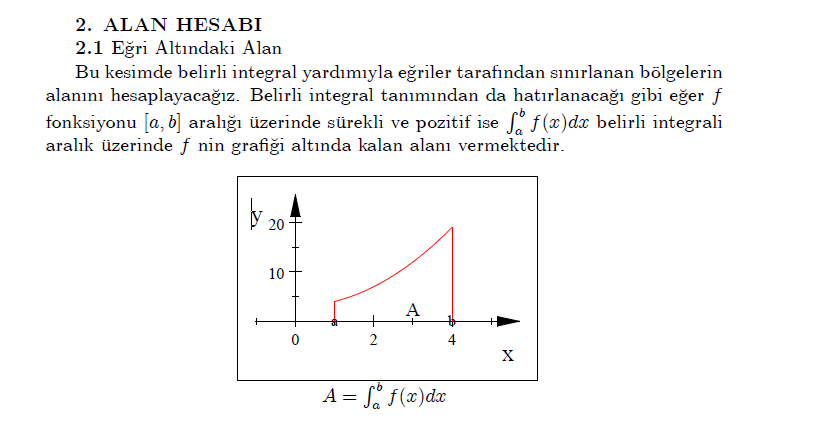 2. ALAN HESABI
2.1 Eğri Altındaki Alan
Bu kesimde belirli integral yardımıyla eğriler tarafından sınırlanan bölgelerin
alanını hesaplayacağız. Belirli integral tanımından da hatırlanacağı gibi eğer f
fonksiyonu [a, b] aralığı üzerinde sürekli ve pozitif ise ∫_a^b f(x)dx belirli integrali
aralık üzerinde f nin grafiği altında kalan alanı vermektedir.
y
20
10
A
a
b
0 2 4
x
A = ∫_a^b f(x)dx